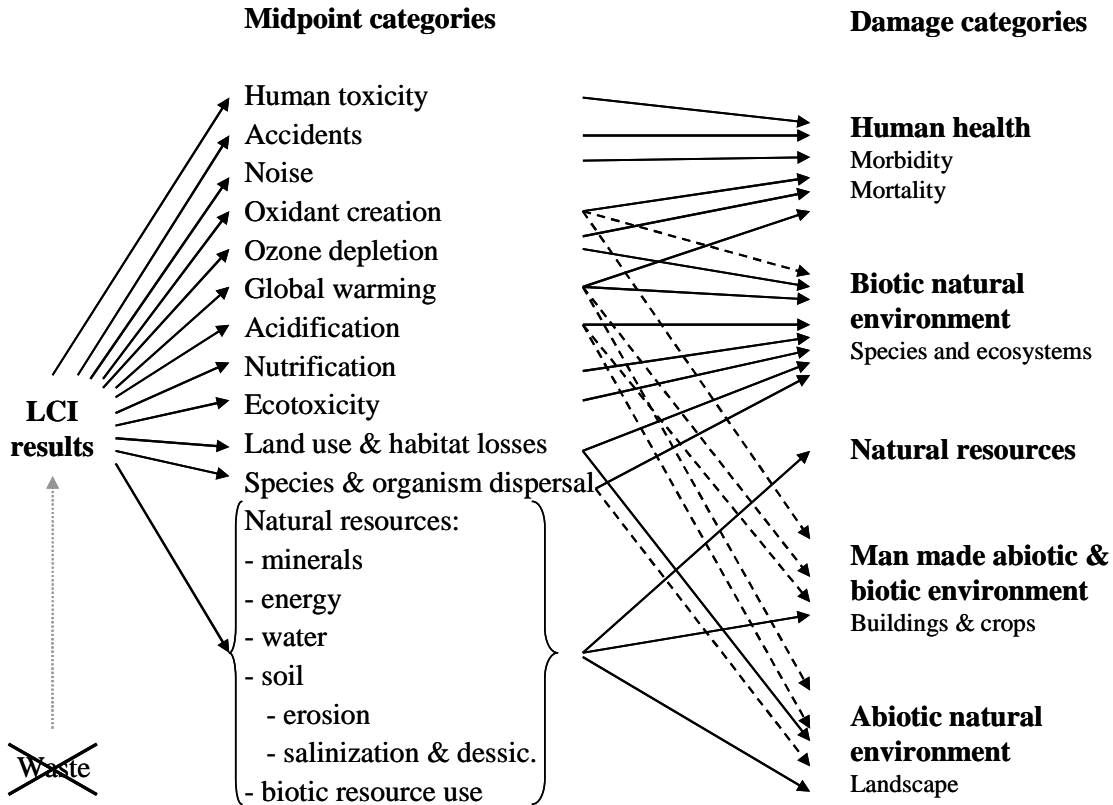 Midpoint categories
Damage categories
Human toxicity
Accidents
Noise
Oxidant creation
Ozone depletion
Global warming
Acidification
Nutrification
Ecotoxicity
Land use & habitat losses
Species & organism dispersal
Natural resources:
- minerals
- energy
- water
- soil
- erosion
- salinization & dessic.
- biotic resource use
LCI
results
Waste
Human health
Morbidity
Mortality
Biotic natural
environment
Species and ecosystems
Natural resources
Man made abiotic &
biotic environment
Buildings & crops
Abiotic natural
environment
Landscape